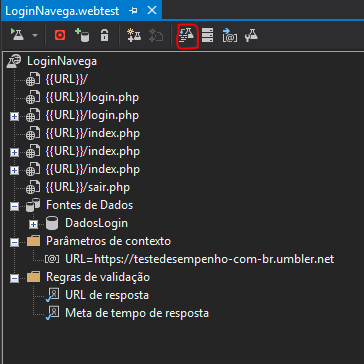 LoginNavega.webtest
LoginNavega
{{URL}}/
{{URL}}/login.php
{{URL}}/login.php
{{URL}}/index.php
{{URL}}/index.php
{{URL}}/index.php
{{URL}}/sair.php
Fontes de Dados
DadosLogin
Parâmetros de contexto
URL=https://testedesempenho-com-br.umbler.net
Regras de validação
URL de resposta
Meta de tempo de resposta